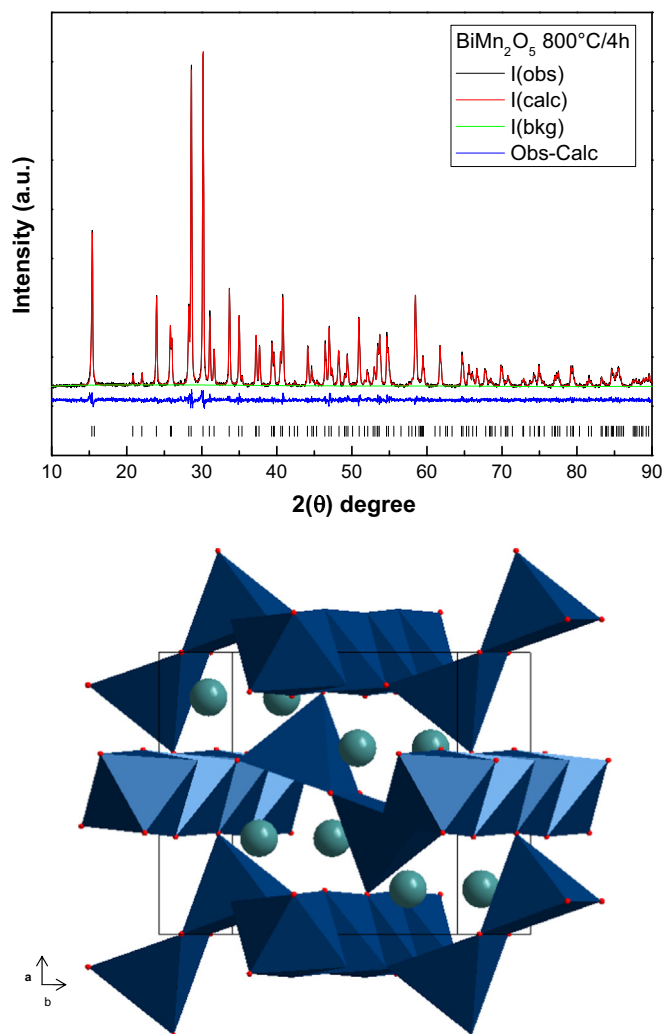 BiMn₂O₅ 800°C/4h
I(obs)
I(calc)
I(bkg)
Obs-Calc
Intensity (a.u.)
10 20 30 40 50 60 70 80 90
2(θ) degree
a
b